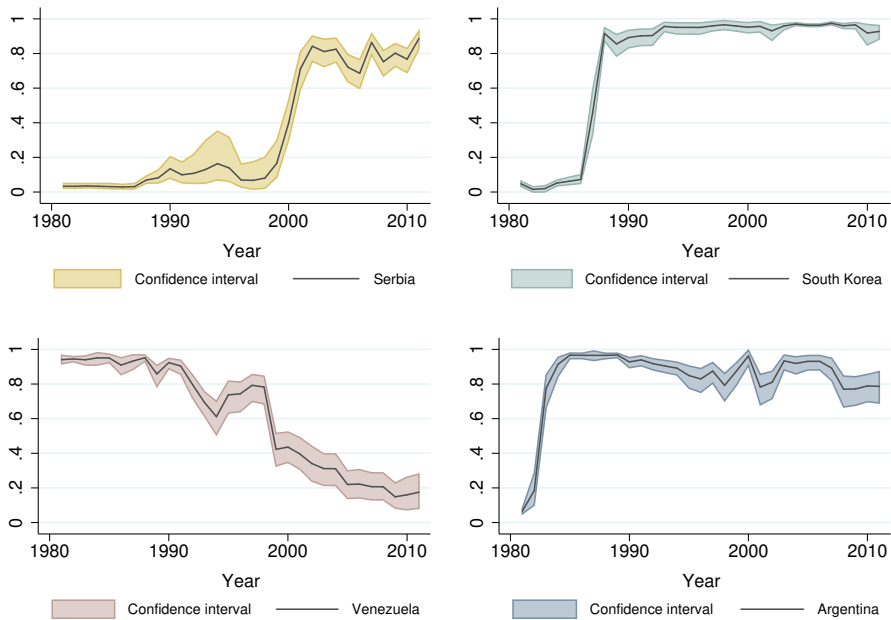 1
.8
.6
.4
.2
0
1980 1990 2000 2010
Year
Confidence interval Serbia
1
.8
.6
.4
.2
0
1980 1990 2000 2010
Year
Confidence interval South Korea
1
.8
.6
.4
.2
0
1980 1990 2000 2010
Year
Confidence interval Venezuela
1
.8
.6
.4
.2
0
1980 1990 2000 2010
Year
Confidence interval Argentina